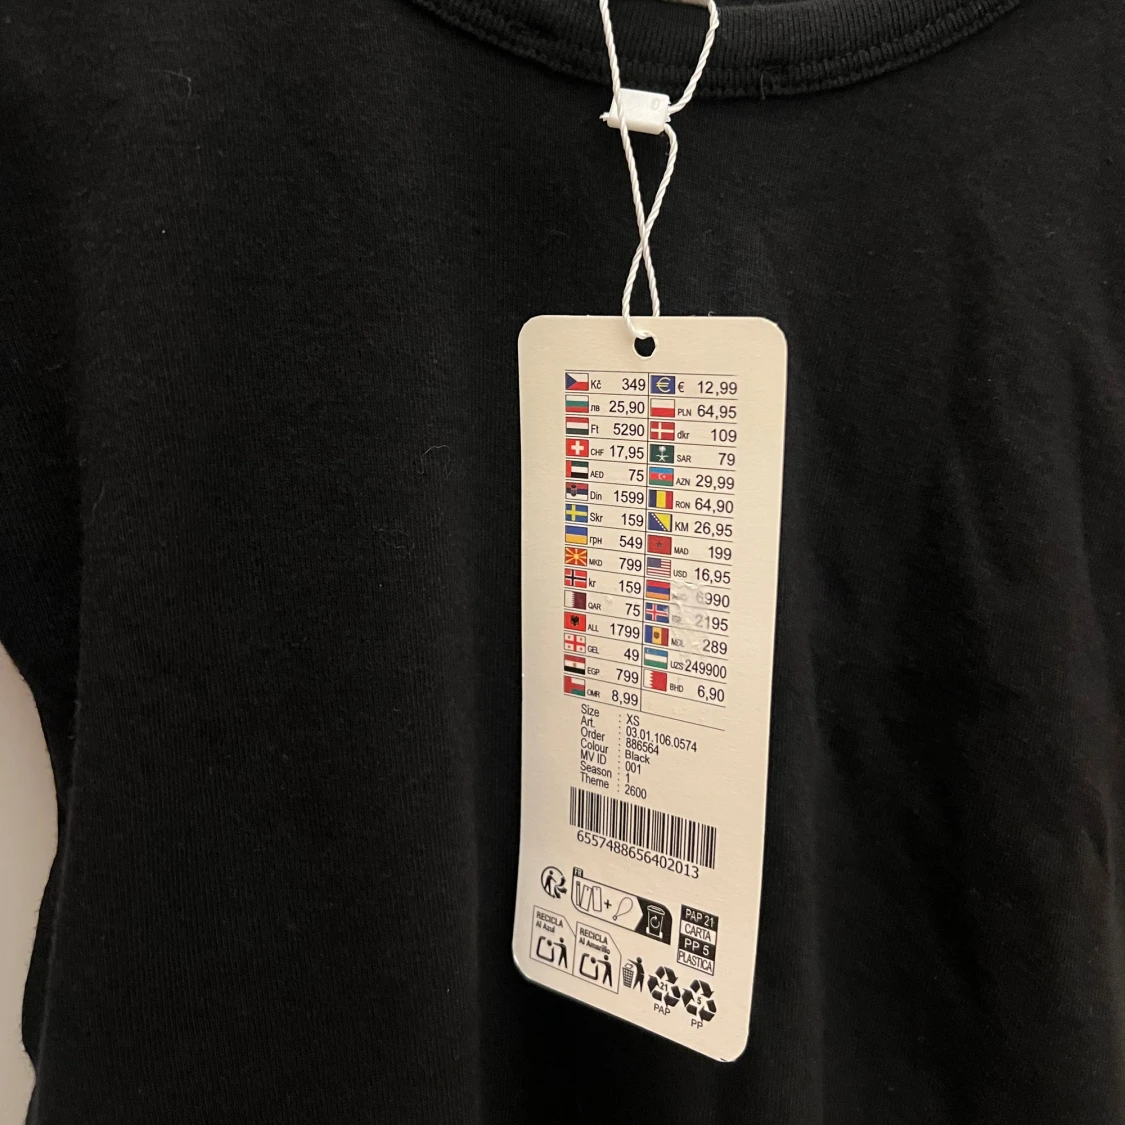 Kč 349 € 12,99
лв 25,90 PLN 64,95
Ft 5290 dkr 109
CHF 17,95 SAR 79
AED 75 AZN 29,99
Din 1599 RON 64,90
Skr 159 KM 26,95
грн 549 MAD 199
MKD 799 USD 16,95
kr 159 6990
QAR 75 2195
ALL 1799 MDL 289
GEL 49 UZS 249900
EGP 799 BHD 6,90
OMR 8,99
Size : XS
Art. : 03.01.106.0574
Order : 886564
Colour : Black
MV ID : 001
Season : 1
Theme : 2600
6557488656402013
FR
+
PAP 21
CARTA
PP 5
PLASTICA
RECICLA
Al Azul
RECICLA
Al Amarillo
21
PAP
5
PP